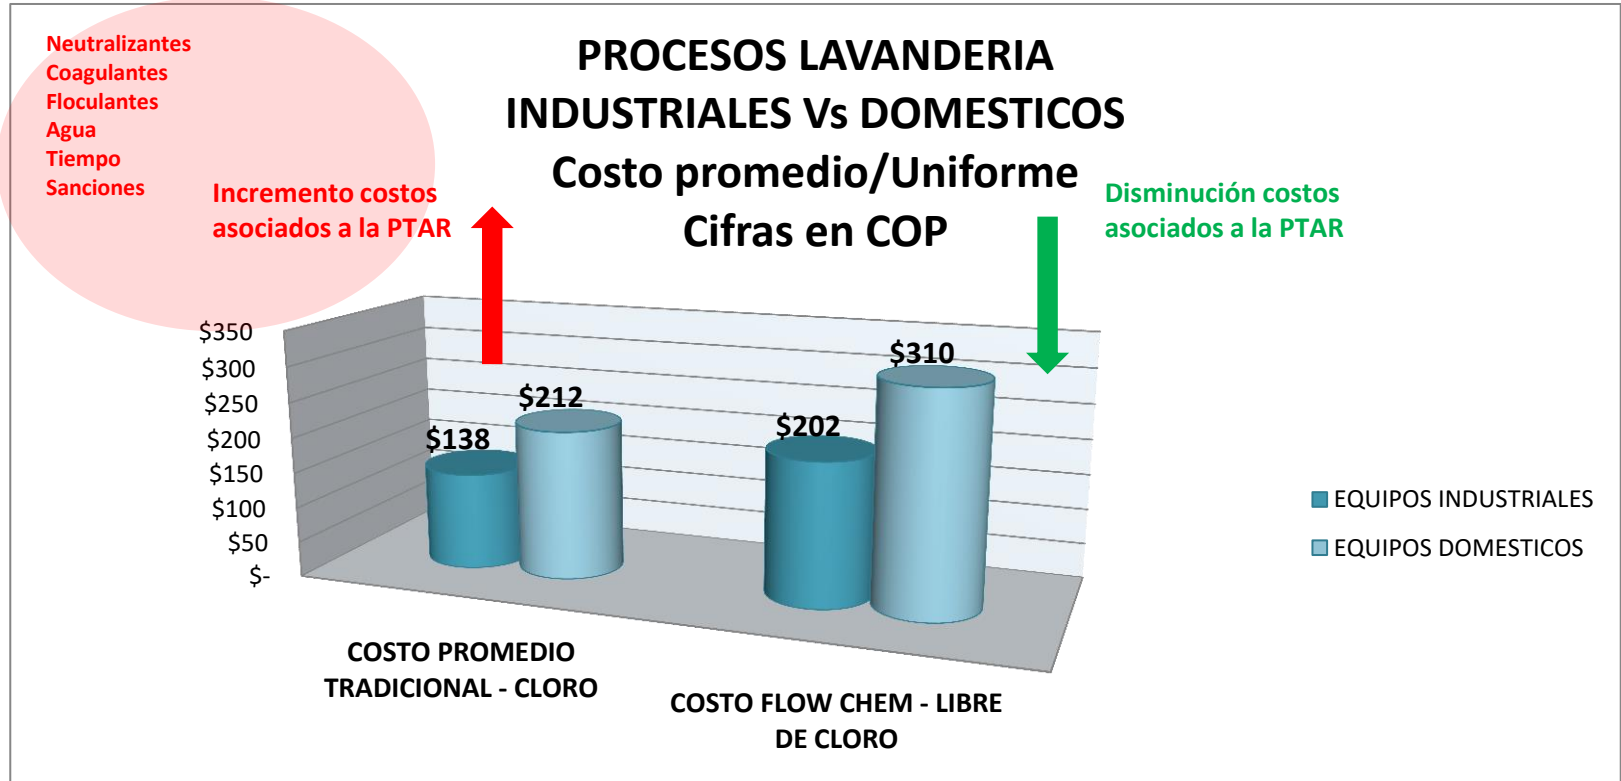 Neutralizantes
Coagulantes
Floculantes
Agua
Tiempo
Sanciones
PROCESOS LAVANDERIA
INDUSTRIALES Vs DOMESTICOS
Costo promedio/Uniforme
Cifras en COP
Incremento costos
asociados a la PTAR
Disminución costos
asociados a la PTAR
$350
$300
$250
$200
$150
$100
$50
$-
$138
$212
$202
$310
COSTO PROMEDIO
TRADICIONAL - CLORO
COSTO FLOW CHEM - LIBRE
DE CLORO
EQUIPOS INDUSTRIALES
EQUIPOS DOMESTICOS